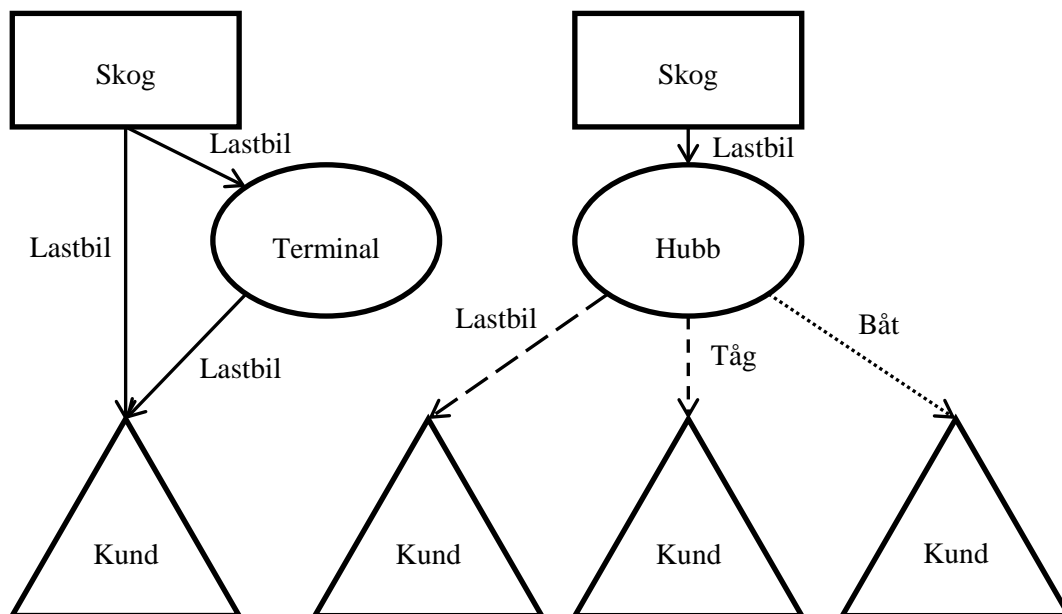 Skog
Skog
Lastbil
Lastbil
Lastbil
Terminal
Hubb
Lastbil
Båt
Tåg
Lastbil
Kund
Kund
Kund
Kund